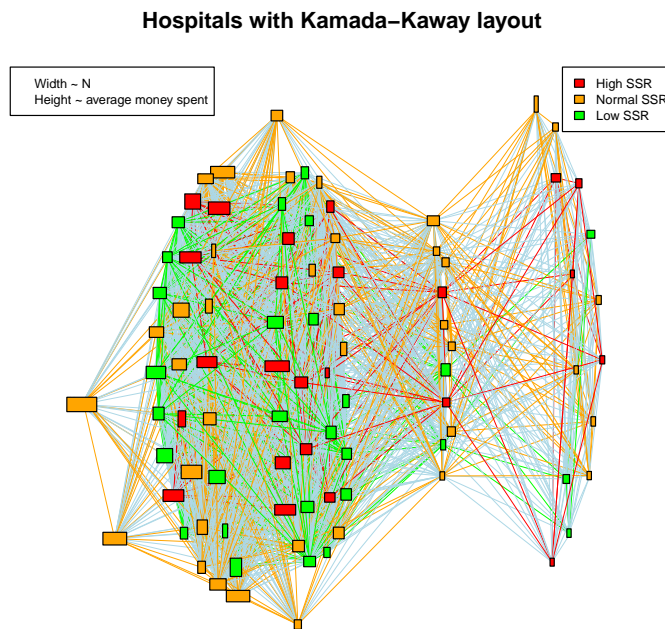 Hospitals with Kamada−Kaway layout
Width ~ N
Height ~ average money spent
High SSR
Normal SSR
Low SSR